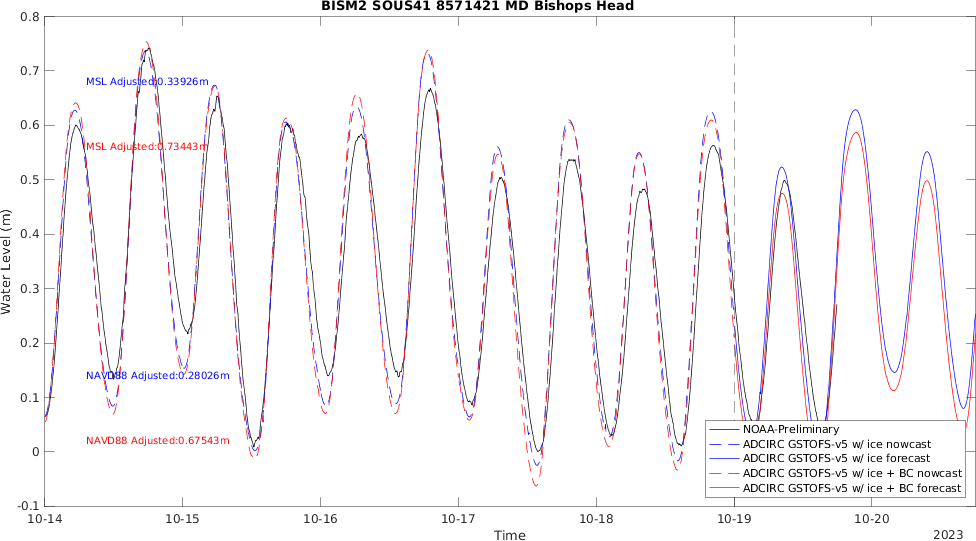 BISM2 SOUS41 8571421 MD Bishops Head
0.8
0.7
0.6
0.5
0.4
0.3
0.2
0.1
0
-0.1
Water Level (m)
MSL Adjusted:0.33926m
MSL Adjusted:0.73443m
NAVD88 Adjusted:0.28026m
NAVD88 Adjusted:0.67543m
NOAA-Preliminary
ADCIRC GSTOFS-v5 w/ ice nowcast
ADCIRC GSTOFS-v5 w/ ice forecast
ADCIRC GSTOFS-v5 w/ ice + BC nowcast
ADCIRC GSTOFS-v5 w/ ice + BC forecast
10-14 10-15 10-16 10-17 10-18 10-19 10-20
Time
2023